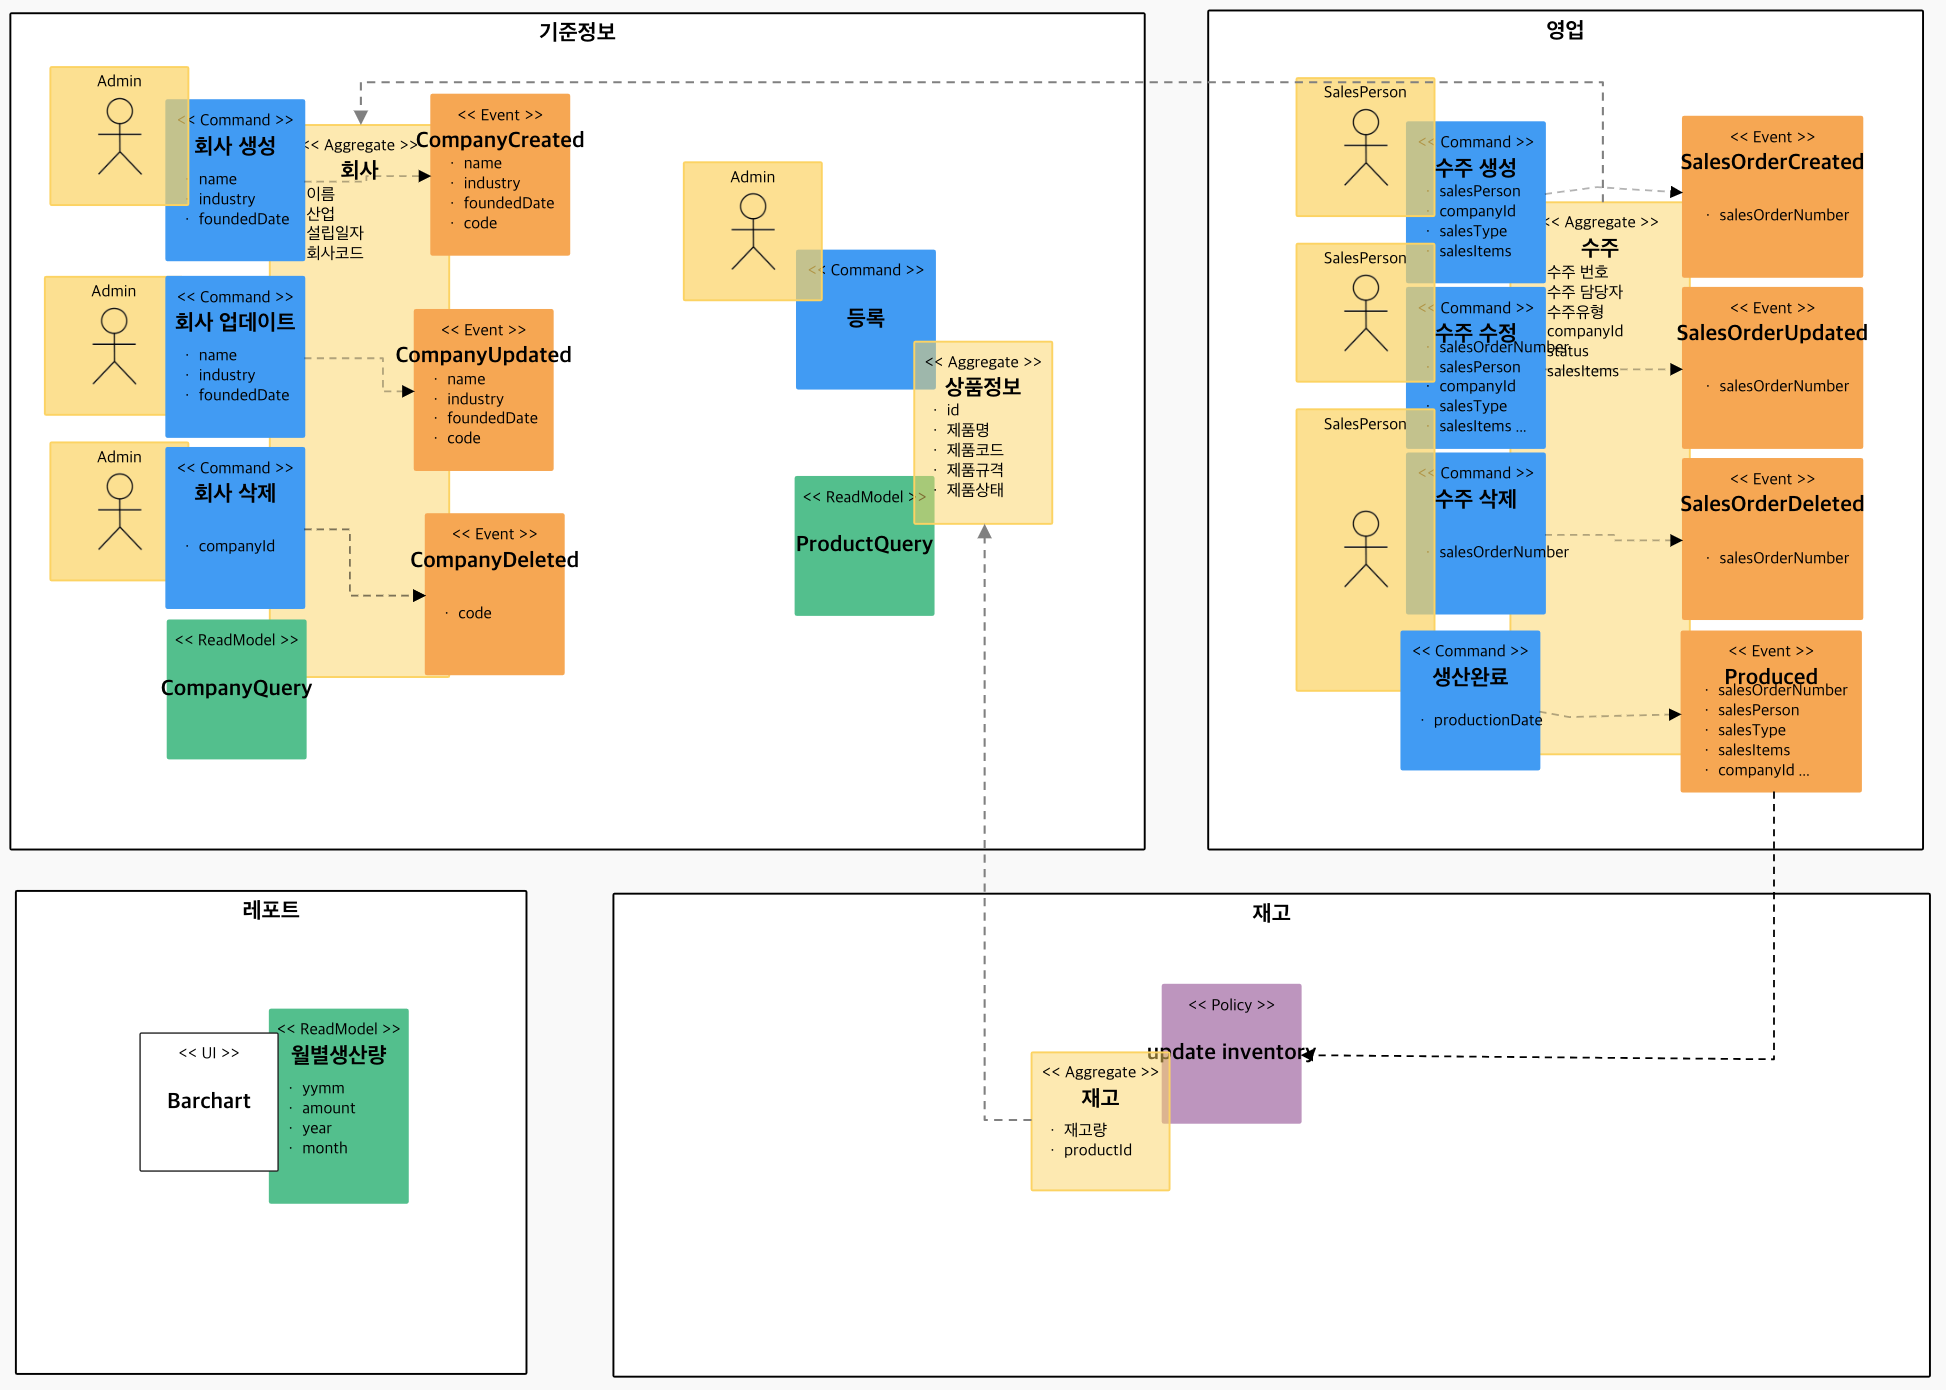 기준정보
Admin
<< Command >>
회사 생성
· name
· industry
· foundedDate
<< Aggregate >>
회사
이름
산업
설립일자
회사코드
<< Event >>
CompanyCreated
· name
· industry
· foundedDate
· code
Admin
<< Command >>
회사 업데이트
· name
· industry
· foundedDate
<< Event >>
CompanyUpdated
· name
· industry
· foundedDate
· code
Admin
<< Command >>
회사 삭제
· companyId
<< Event >>
CompanyDeleted
· code
<< ReadModel >>
CompanyQuery
Admin
<< Command >>
등록
<< Aggregate >>
상품정보
· id
· 제품명
· 제품코드
· 제품규격
· 제품상태
<< ReadModel >>
ProductQuery
영업
SalesPerson
<< Command >>
수주 생성
· salesPerson
· companyId
· salesType
· salesItems
<< Event >>
SalesOrderCreated
· salesOrderNumber
<< Aggregate >>
수주
수주 번호
수주 담당자
수주유형
companyId
status
salesItems
SalesPerson
<< Command >>
수주 수정
· salesOrderNumber
· salesPerson
· companyId
· salesType
· salesItems ...
<< Event >>
SalesOrderUpdated
· salesOrderNumber
SalesPerson
<< Command >>
수주 삭제
· salesOrderNumber
<< Event >>
SalesOrderDeleted
· salesOrderNumber
<< Command >>
생산완료
· productionDate
<< Event >>
Produced
· salesOrderNumber
· salesPerson
· salesType
· salesItems
· companyId ...
레포트
<< UI >>
Barchart
<< ReadModel >>
월별생산량
· yymm
· amount
· year
· month
재고
<< Policy >>
update inventory
<< Aggregate >>
재고
· 재고량
· productId